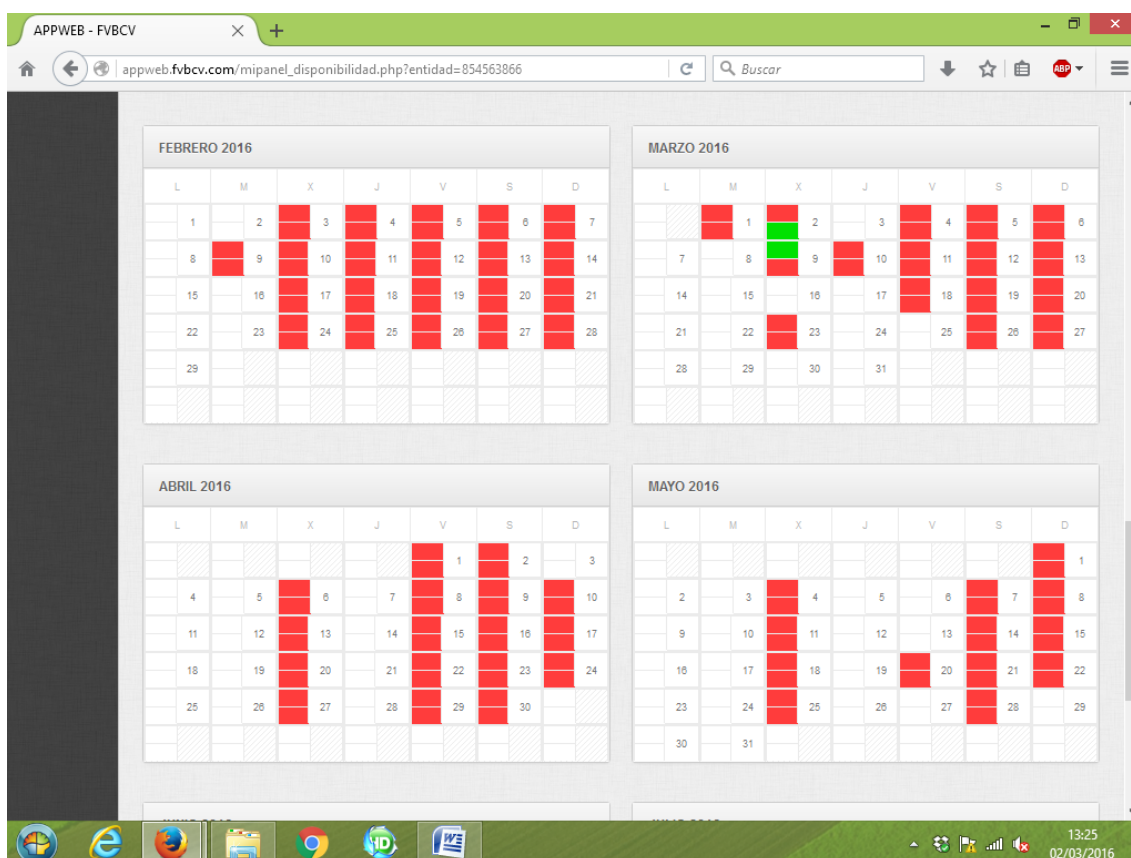 APPWEB - FVBCV
appweb.fvbcv.com/mipanel_disponibilidad.php?entidad=854563866
Buscar
ABP
FEBRERO 2016
L M X J V S D
1 2 3 4 5 6 7
8 9 10 11 12 13 14
15 16 17 18 19 20 21
22 23 24 25 26 27 28
29
MARZO 2016
L M X J V S D
1 2 3 4 5 6
7 8 9 10 11 12 13
14 15 16 17 18 19 20
21 22 23 24 25 26 27
28 29 30 31
ABRIL 2016
L M X J V S D
1 2 3
4 5 6 7 8 9 10
11 12 13 14 15 16 17
18 19 20 21 22 23 24
25 26 27 28 29 30
MAYO 2016
L M X J V S D
1
2 3 4 5 6 7 8
9 10 11 12 13 14 15
16 17 18 19 20 21 22
23 24 25 26 27 28 29
30 31
13:25
02/03/2016